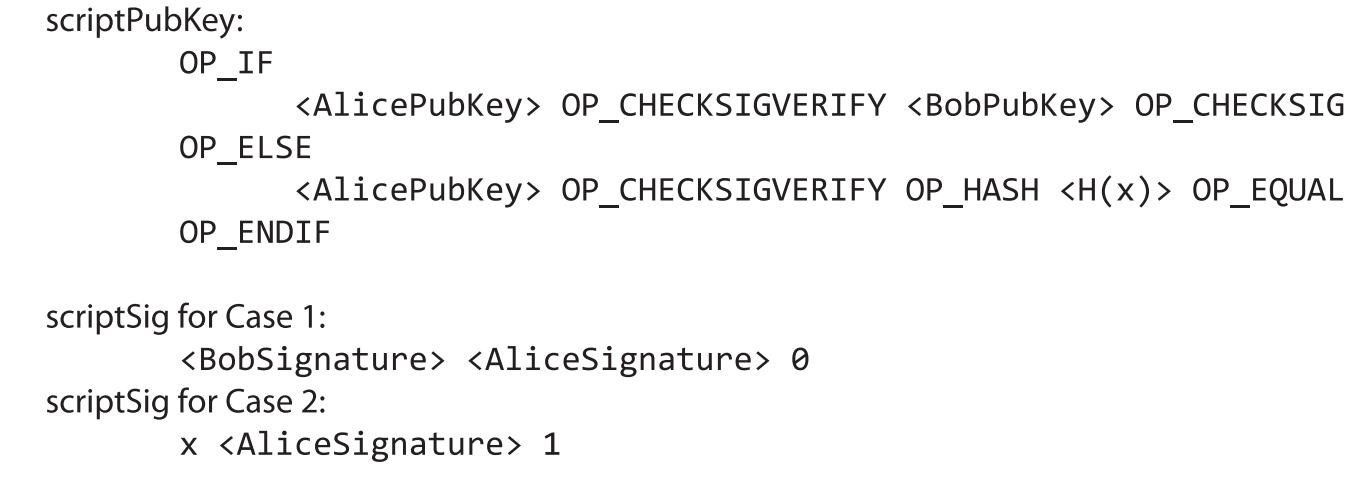 scriptPubKey:
OP_IF
<AlicePubKey> OP_CHECKSIGVERIFY <BobPubKey> OP_CHECKSIG
OP_ELSE
<AlicePubKey> OP_CHECKSIGVERIFY OP_HASH <H(x)> OP_EQUAL
OP_ENDIF
scriptSig for Case 1:
<BobSignature> <AliceSignature> 0
scriptSig for Case 2:
x <AliceSignature> 1